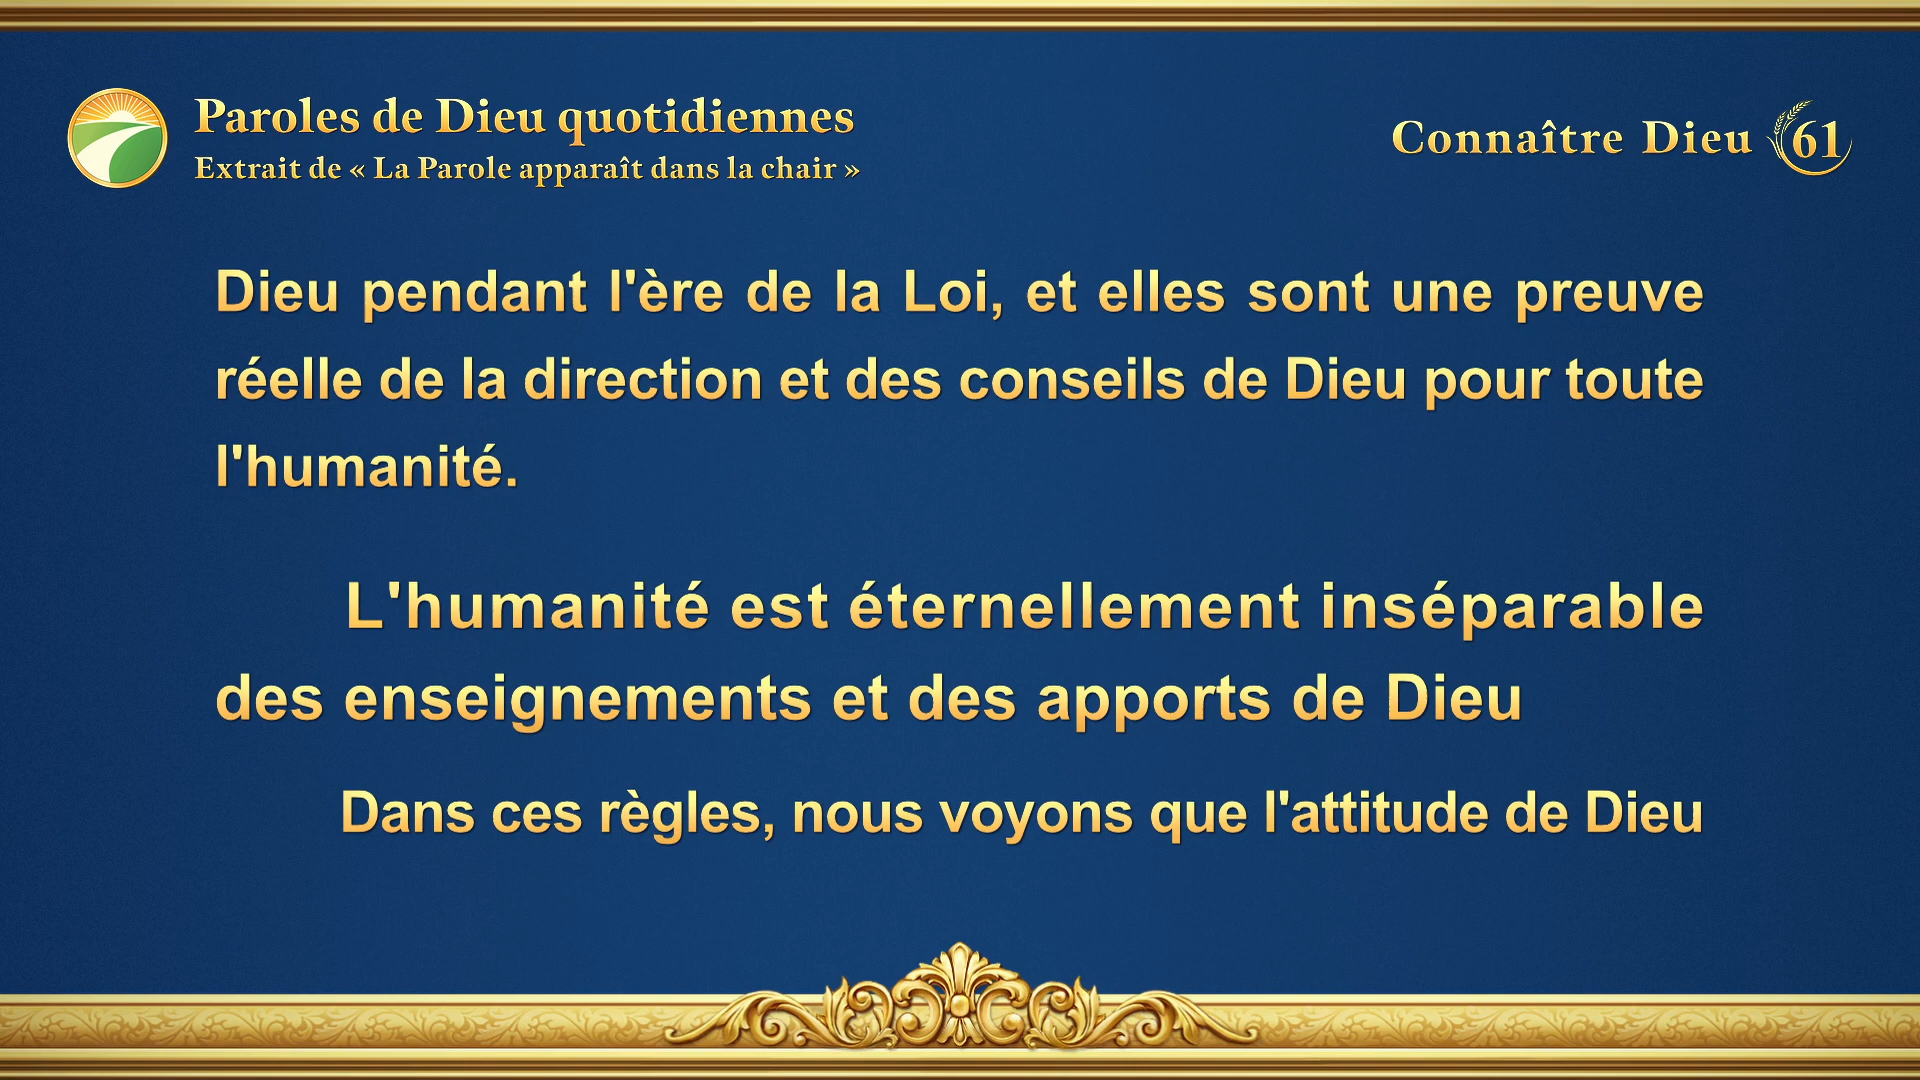 Paroles de Dieu quotidiennes
Extrait de « La Parole apparaît dans la chair »
Connaître Dieu 61
Dieu pendant l'ère de la Loi, et elles sont une preuve
réelle de la direction et des conseils de Dieu pour toute
l'humanité.
L'humanité est éternellement inséparable
des enseignements et des apports de Dieu
Dans ces règles, nous voyons que l'attitude de Dieu